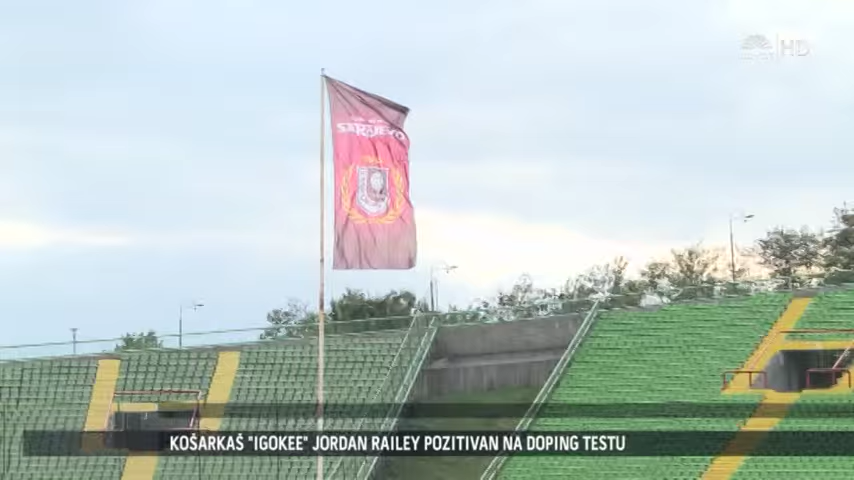 HD
SARAJEVO
KOŠARKAŠ "IGOKEE" JORDAN RAILEY POZITIVAN NA DOPING TESTU